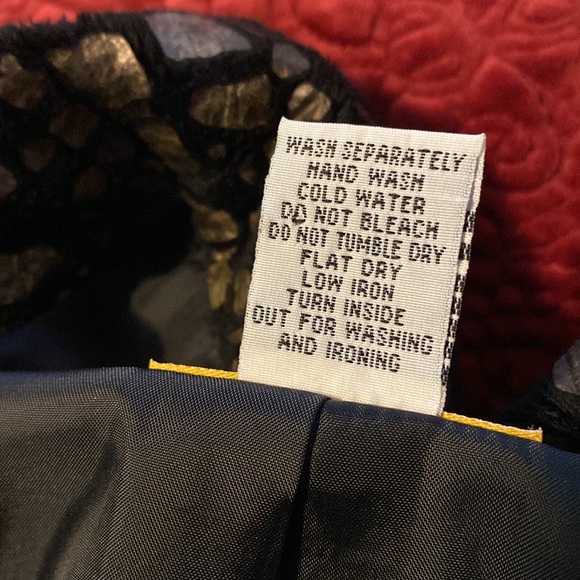 WASH SEPARATELY
HAND WASH
COLD WATER
DO NOT BLEACH
DO NOT TUMBLE DRY
FLAT DRY
LOW IRON
TURN INSIDE
OUT FOR WASHING
AND IRONING